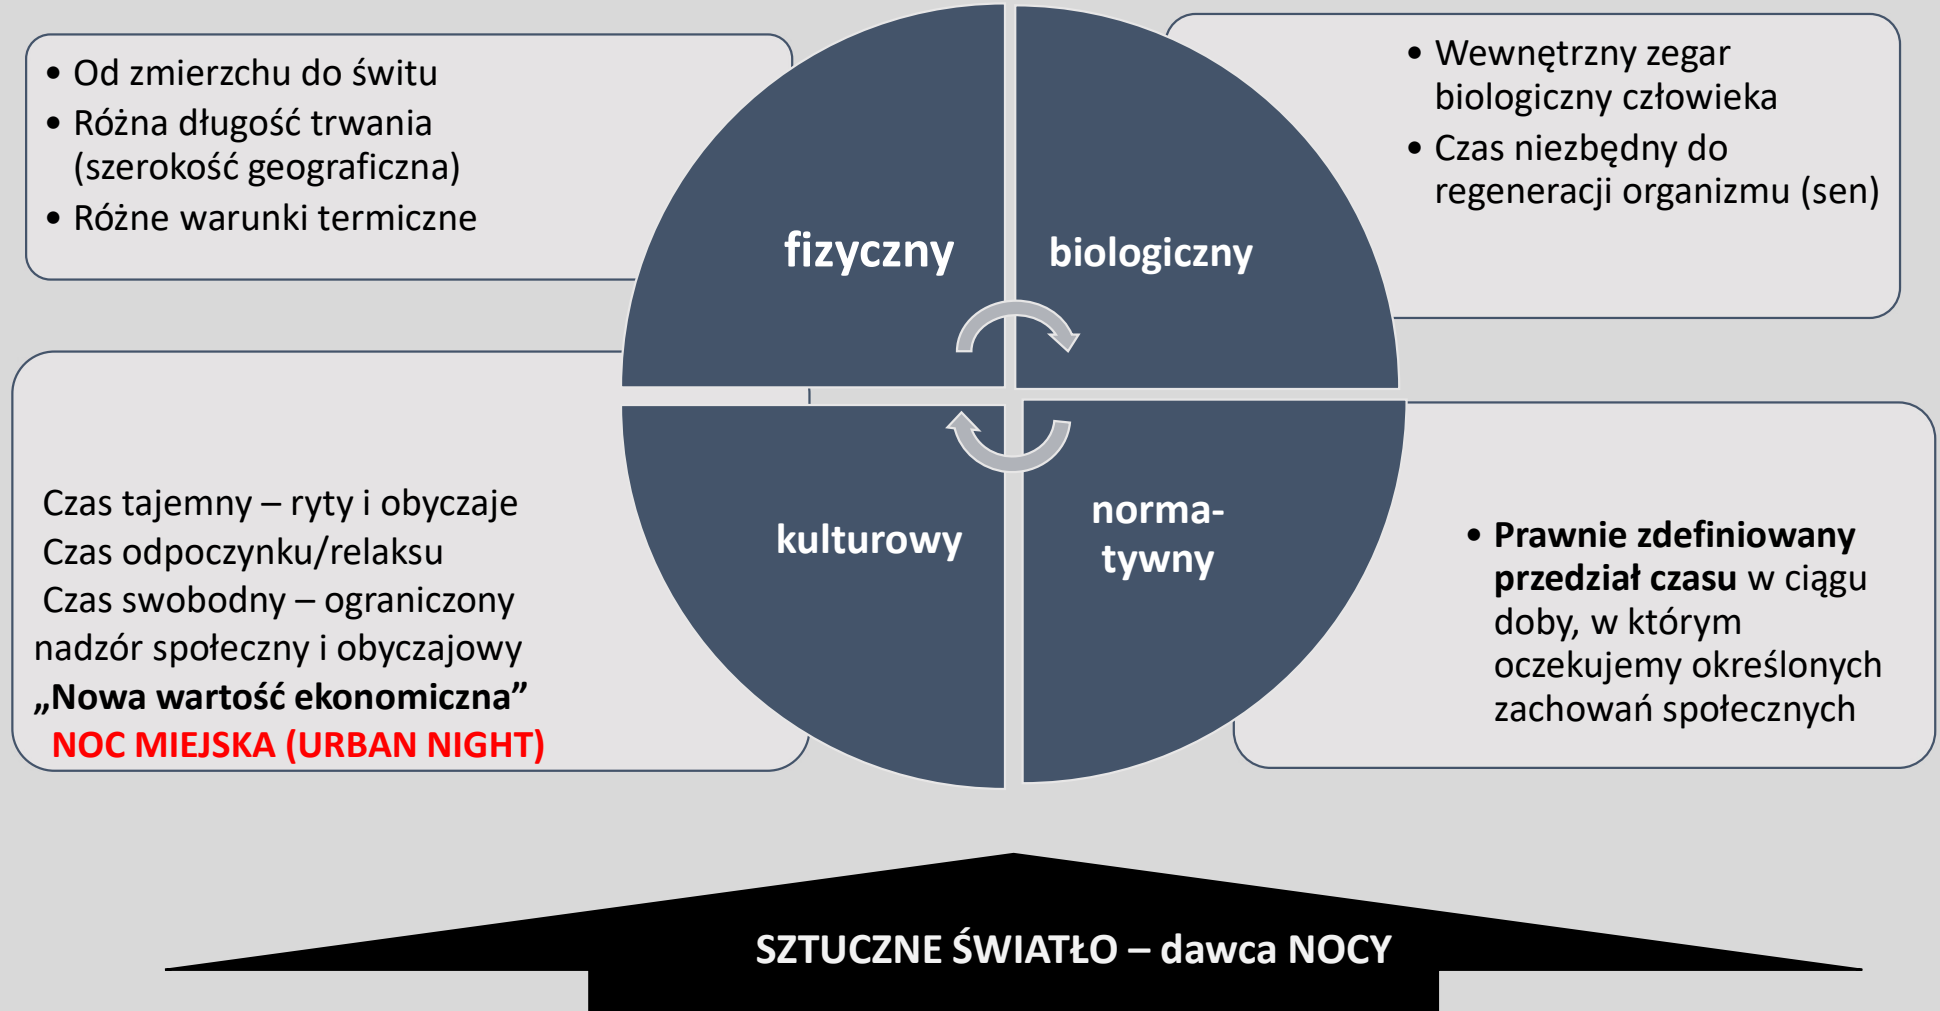 • Od zmierzchu do świtu
• Różna długość trwania
(szerokość geograficzna)
• Różne warunki termiczne
• Wewnętrzny zegar
biologiczny człowieka
• Czas niezbędny do
regeneracji organizmu (sen)
fizyczny
biologiczny
kulturowy
norma-
tywny
Czas tajemny – ryty i obyczaje
Czas odpoczynku/relaksu
Czas swobodny – ograniczony
nadzór społeczny i obyczajowy
„Nowa wartość ekonomiczna”
NOC MIEJSKA (URBAN NIGHT)
• Prawnie zdefiniowany
przedział czasu w ciągu
doby, w którym
oczekujemy określonych
zachowań społecznych
SZTUCZNE ŚWIATŁO – dawca NOCY